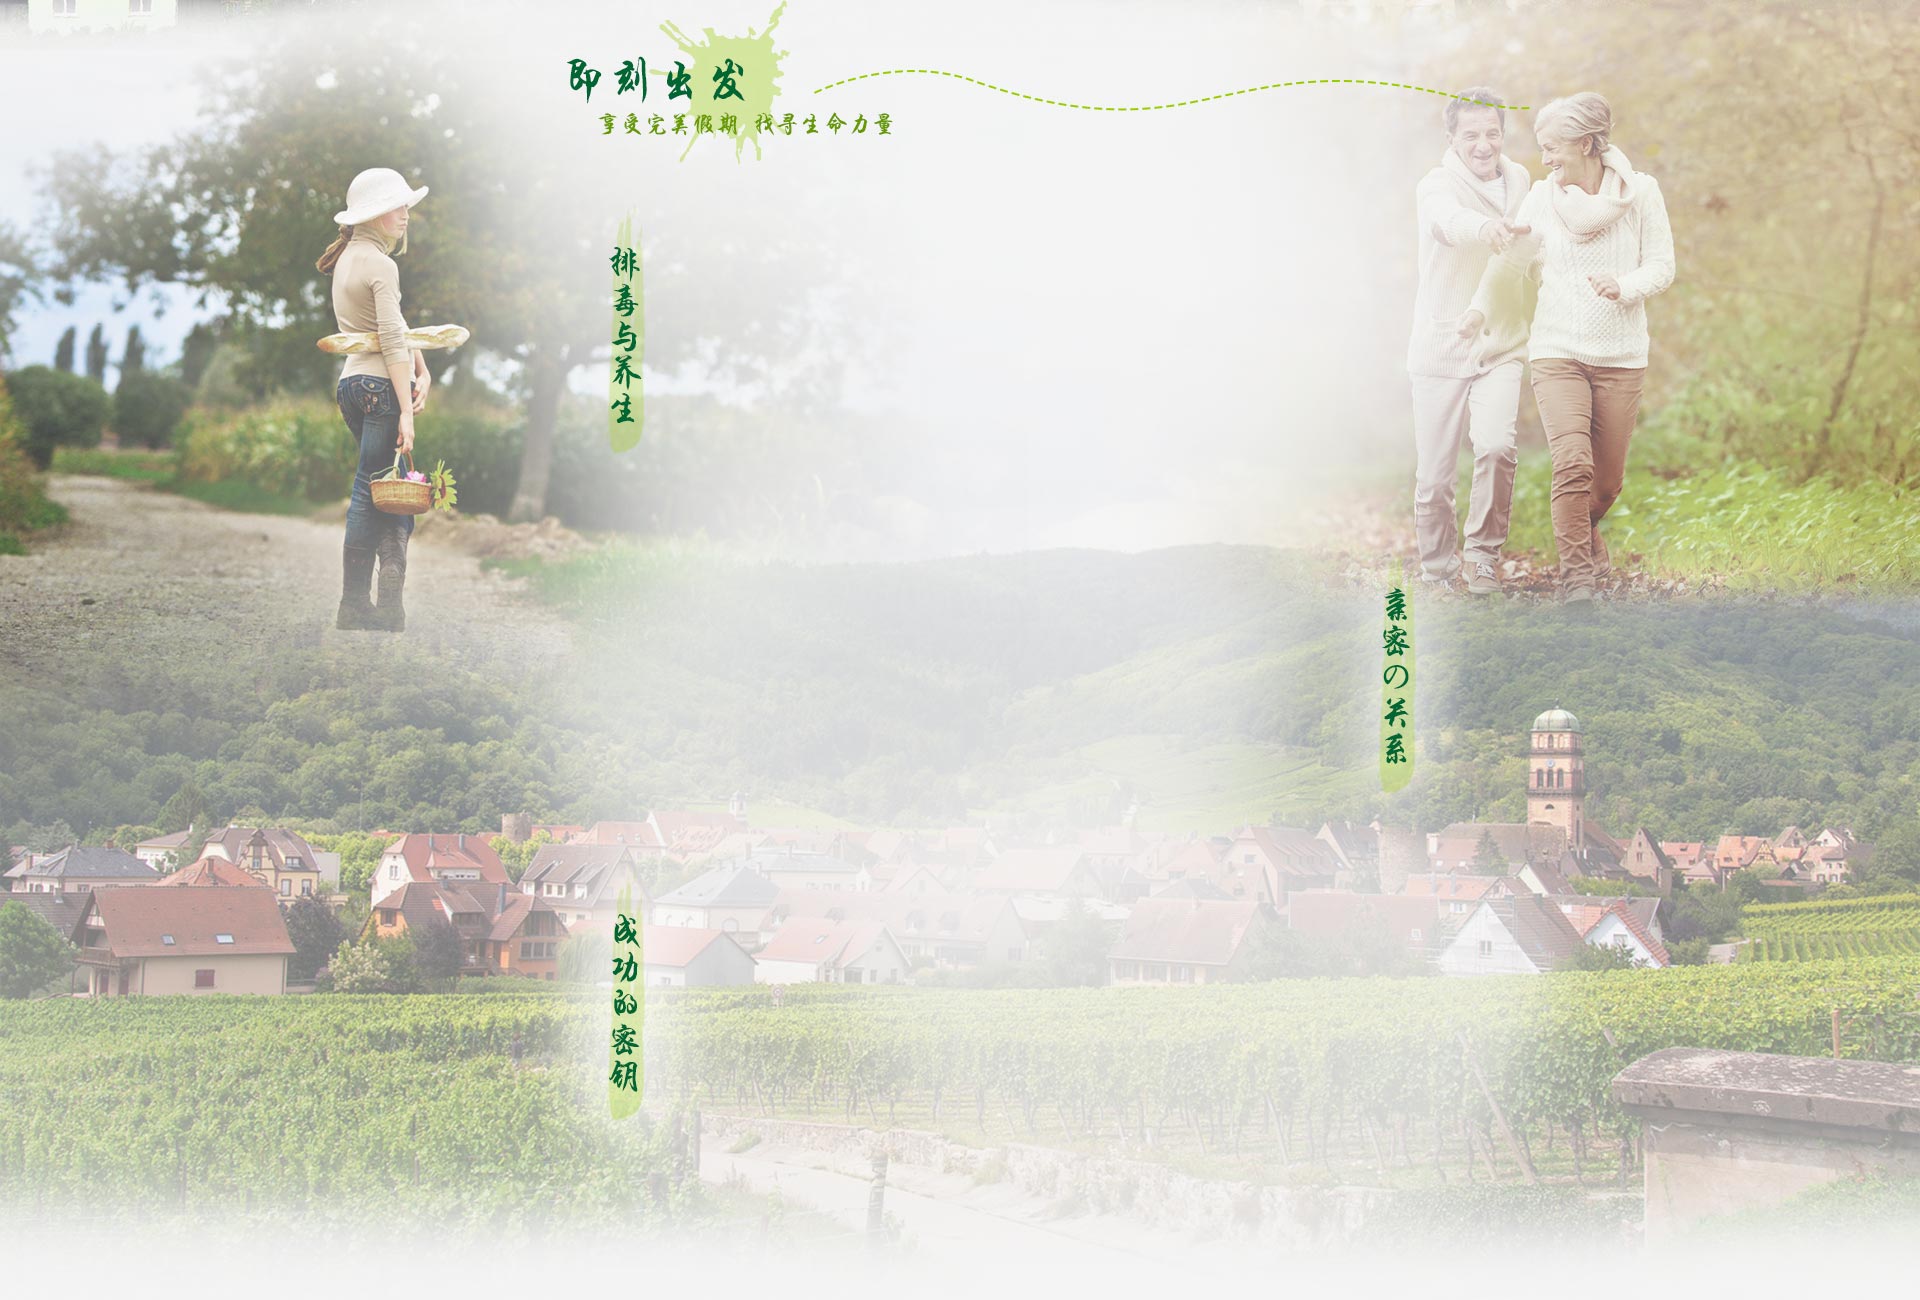 即刻出发
享受完美假期 找寻生命力量
排毒与养生
亲密の关系
成功的密钥